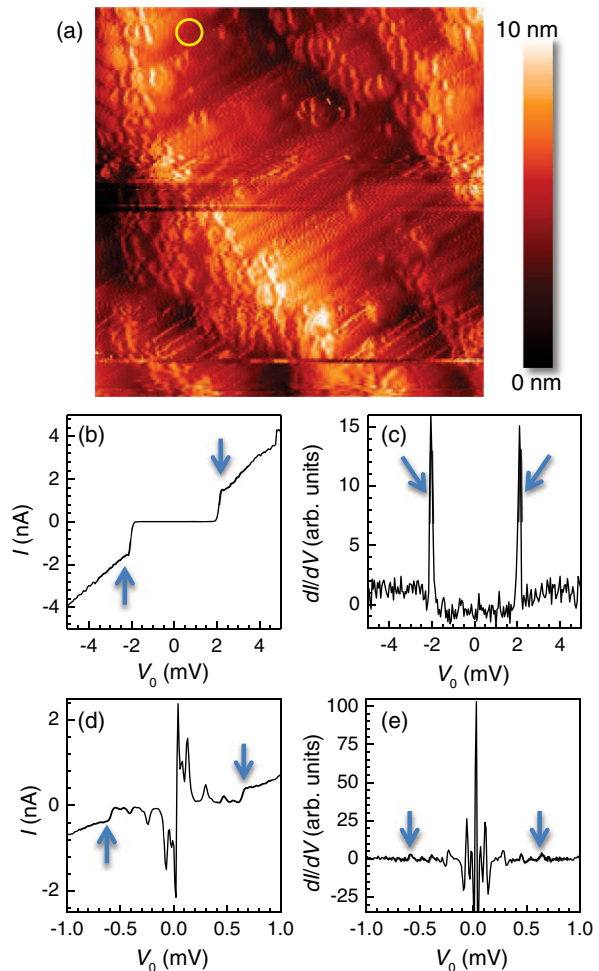 (a)
10 nm
0 nm
(b)
I (nA)
4
2
0
-2
-4
-4 -2 0 2 4
V₀ (mV)
(c)
dI/dV (arb. units)
15
10
5
0
-4 -2 0 2 4
V₀ (mV)
(d)
I (nA)
2
0
-2
-1.0 -0.5 0.0 0.5 1.0
V₀ (mV)
(e)
dI/dV (arb. units)
100
75
50
25
0
-25
-1.0 -0.5 0.0 0.5 1.0
V₀ (mV)